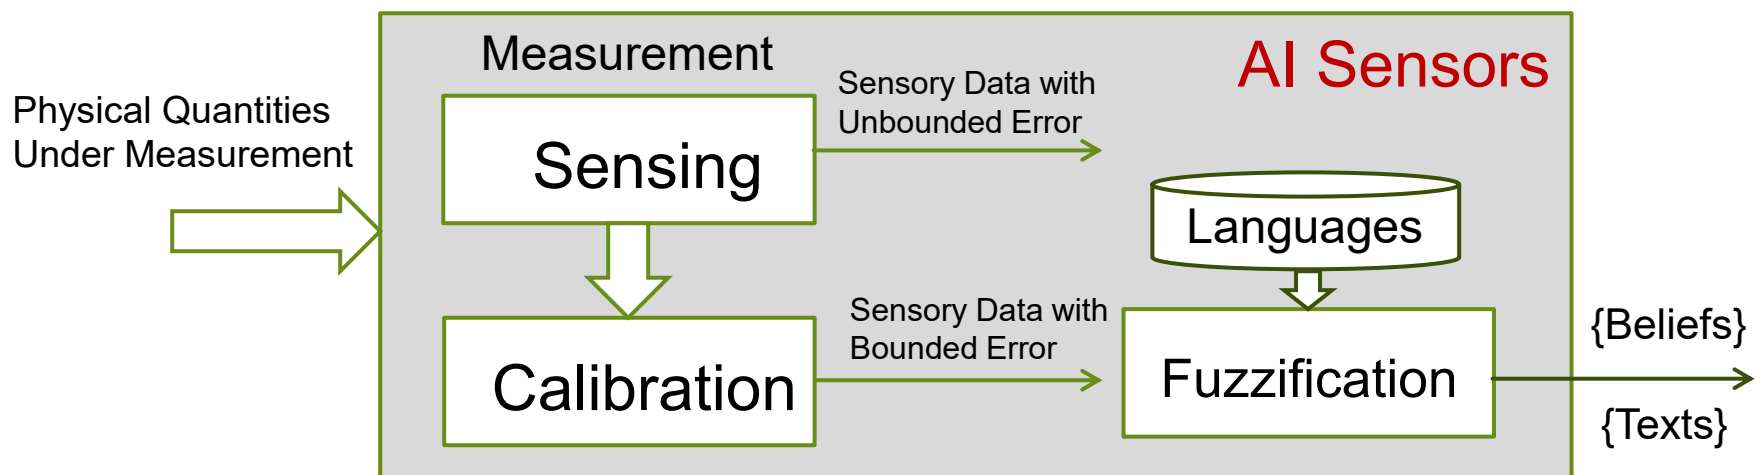 Measurement
AI Sensors
Physical Quantities
Under Measurement
Sensory Data with
Unbounded Error
Sensing
Languages
Sensory Data with
Bounded Error
Calibration
Fuzzification
{Beliefs}
{Texts}